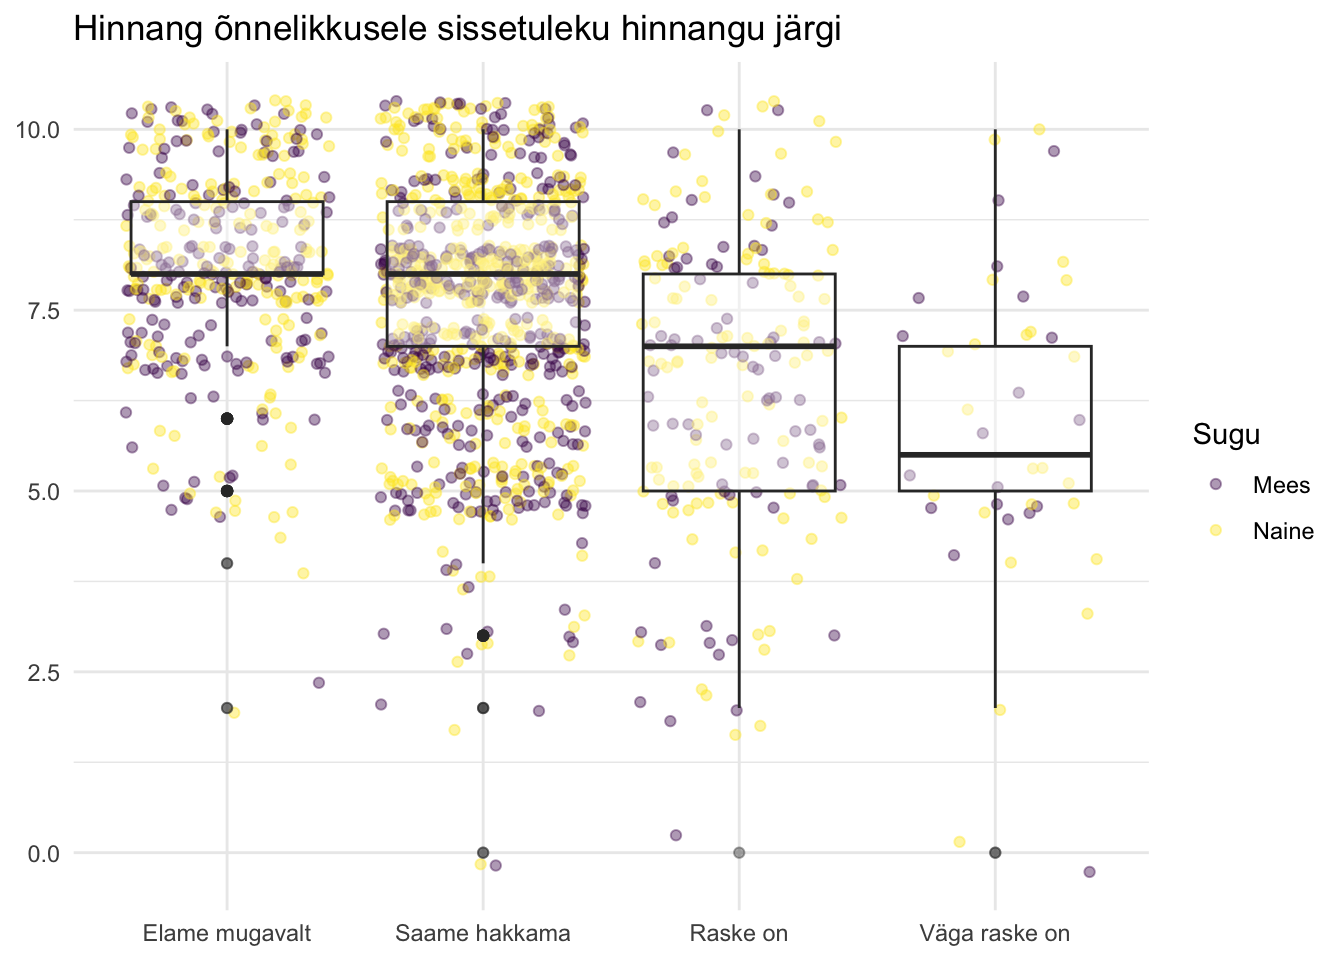 Hinnang õnnelikkusele sissetuleku hinnangu järgi
10.0
7.5
5.0
2.5
0.0
Elame mugavalt
Saame hakkama
Raske on
Väga raske on
Sugu
Mees
Naine